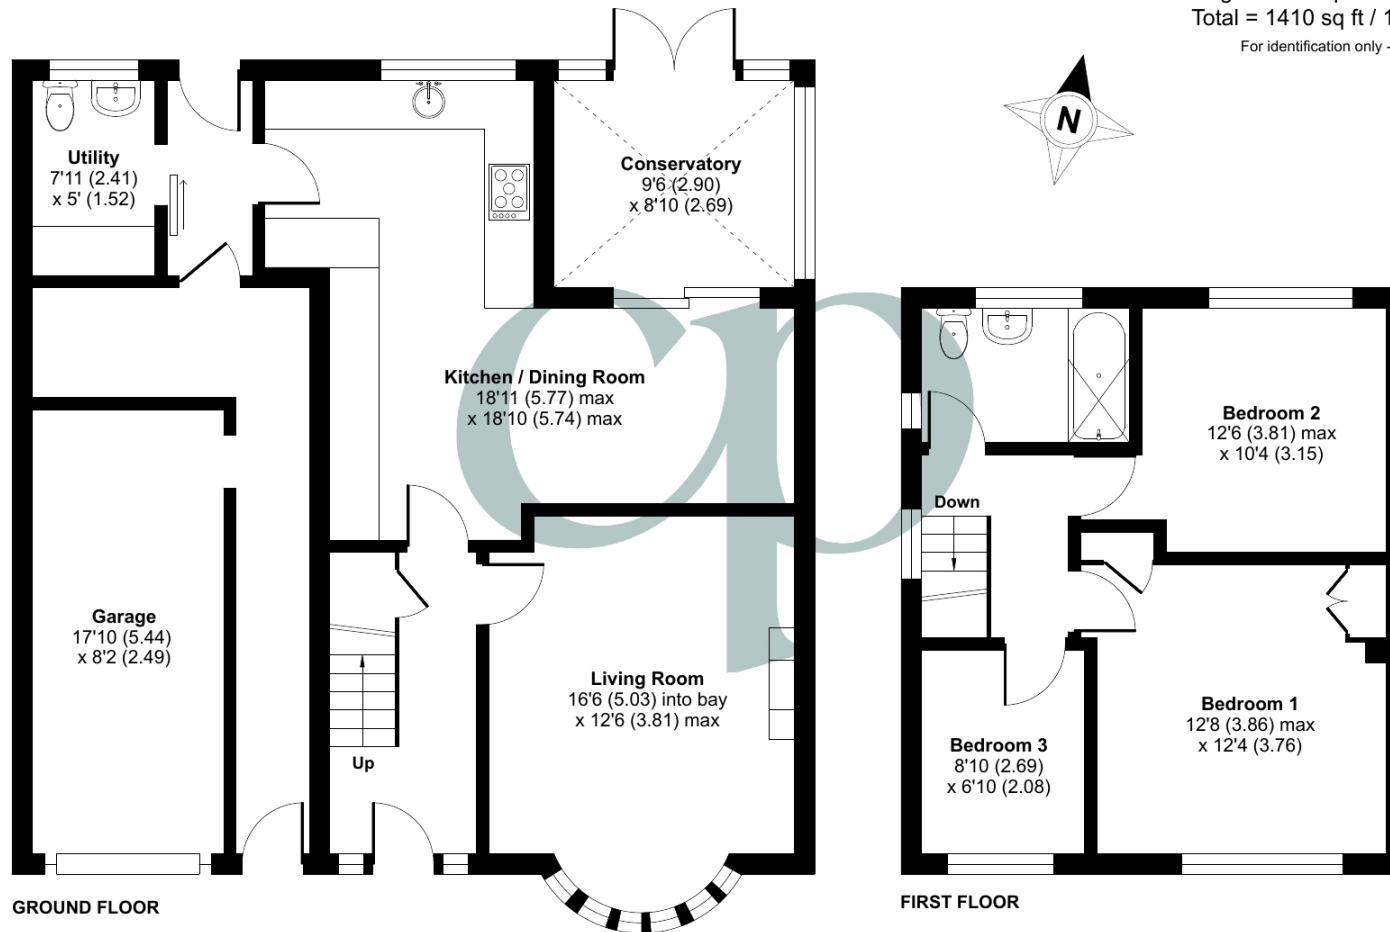 Total = 1410 sq ft / 1
For identification only -
N
Utility
7'11 (2.41)
x 5' (1.52)
Conservatory
9'6 (2.90)
x 8'10 (2.69)
Kitchen / Dining Room
18'11 (5.77) max
x 18'10 (5.74) max
Bedroom 2
12'6 (3.81) max
x 10'4 (3.15)
Down
Garage
17'10 (5.44)
x 8'2 (2.49)
Living Room
16'6 (5.03) into bay
x 12'6 (3.81) max
Up
Bedroom 1
12'8 (3.86) max
x 12'4 (3.76)
Bedroom 3
8'10 (2.69)
x 6'10 (2.08)
GROUND FLOOR
FIRST FLOOR
cp